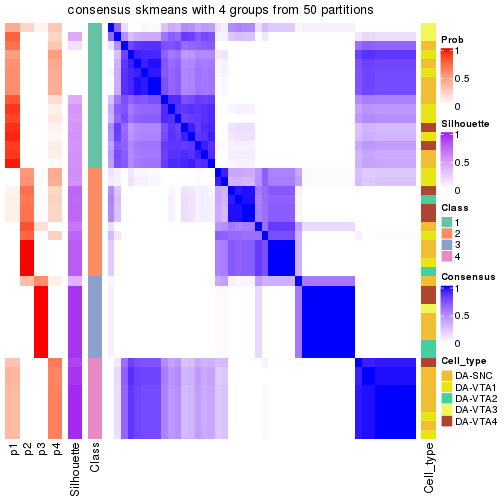 consensus skmeans with 4 groups from 50 partitions
Prob
1
0.5
0
Silhouette
1
0.5
0
Class
1
2
3
4
Consensus
1
0.5
0
Cell_type
DA-SNC
DA-VTA1
DA-VTA2
DA-VTA3
DA-VTA4
p1
p2
p3
p4
Silhouette
Class
Cell_type